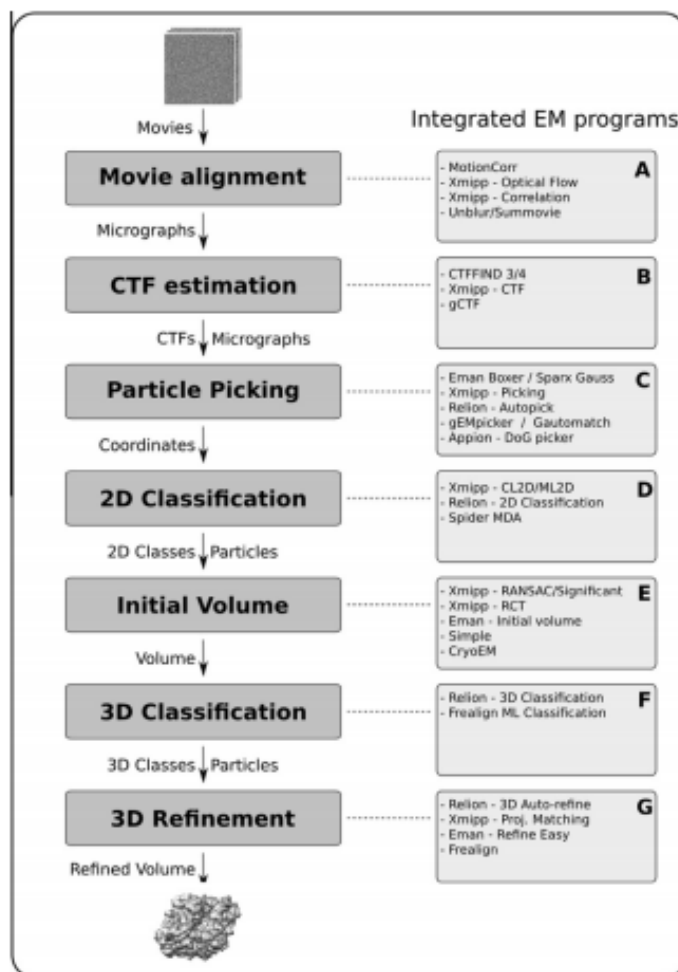 Movies
Integrated EM programs
Movie alignment
A
- MotionCorr
- Xmipp - Optical Flow
- Xmipp - Correlation
- Unblur/Summovie
Micrographs
CTF estimation
B
- CTFFIND 3/4
- Xmipp - CTF
- gCTF
CTFs Micrographs
Particle Picking
C
- Eman Boxer / Sparx Gauss
- Xmipp - Picking
- Relion - Autopick
- gEMpicker / Gautomatch
- Appion - DoG picker
Coordinates
2D Classification
D
- Xmipp - CL2D/ML2D
- Relion - 2D Classification
- Spider MDA
2D Classes Particles
Initial Volume
E
- Xmipp - RANSAC/Significant
- Xmipp - RCT
- Eman - Initial volume
- Simple
- CryoEM
Volume
3D Classification
F
- Relion - 3D Classification
- Frealign ML Classification
3D Classes Particles
3D Refinement
G
- Relion - 3D Auto-refine
- Xmipp - Proj. Matching
- Eman - Refine Easy
- Frealign
Refined Volume